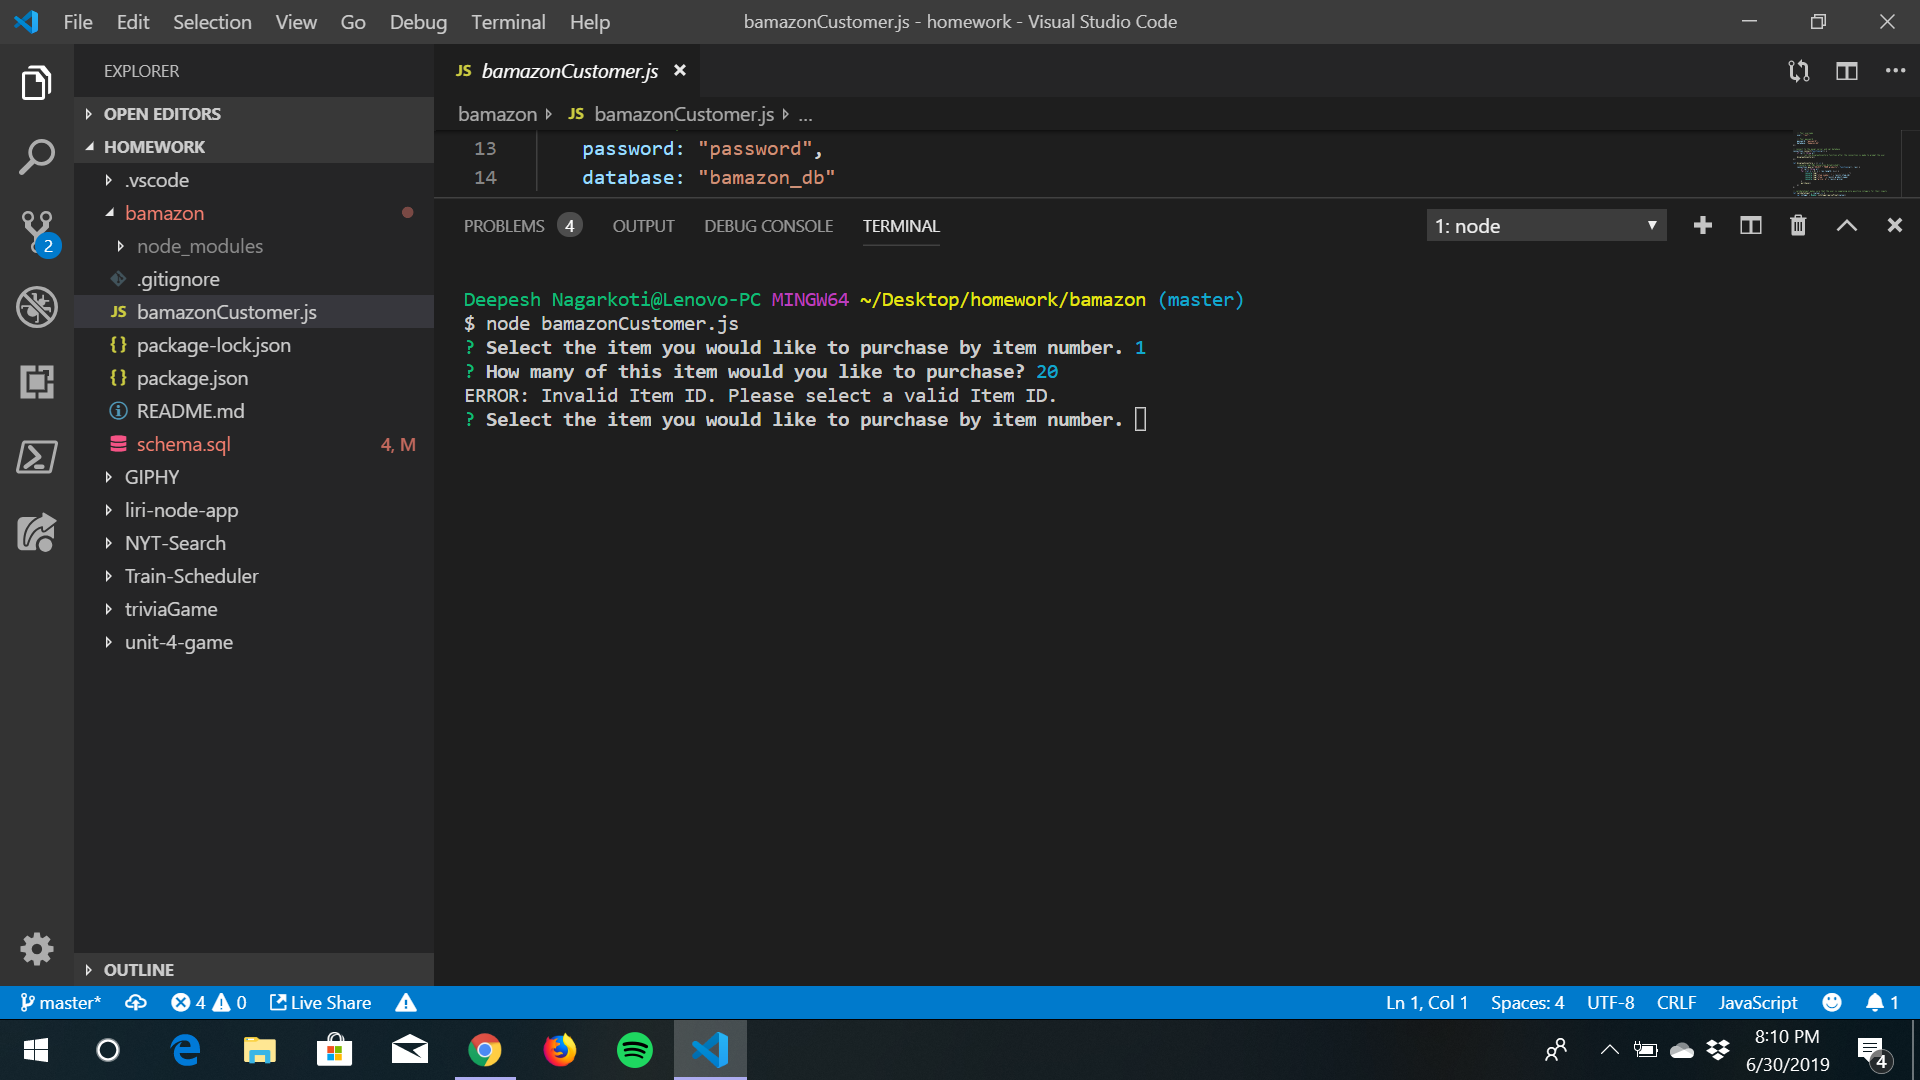 File Edit Selection View Go Debug Terminal Help
bamazonCustomer.js - homework - Visual Studio Code
EXPLORER
OPEN EDITORS
HOMEWORK
.vscode
bamazon
node_modules
.gitignore
JS bamazonCustomer.js
{} package-lock.json
{} package.json
README.md
schema.sql 4, M
GIPHY
liri-node-app
NYT-Search
Train-Scheduler
triviaGame
unit-4-game
OUTLINE
2
JS bamazonCustomer.js
bamazon JS bamazonCustomer.js ...
13 password: "password",
14 database: "bamazon_db"
PROBLEMS 4 OUTPUT DEBUG CONSOLE TERMINAL 1: node
Deepesh Nagarkoti@Lenovo-PC MINGW64 ~/Desktop/homework/bamazon (master)
$ node bamazonCustomer.js
? Select the item you would like to purchase by item number. 1
? How many of this item would you like to purchase? 20
ERROR: Invalid Item ID. Please select a valid Item ID.
? Select the item you would like to purchase by item number.
master* 4 0 Live Share Ln 1, Col 1 Spaces: 4 UTF-8 CRLF JavaScript 1
8:10 PM
6/30/2019
4